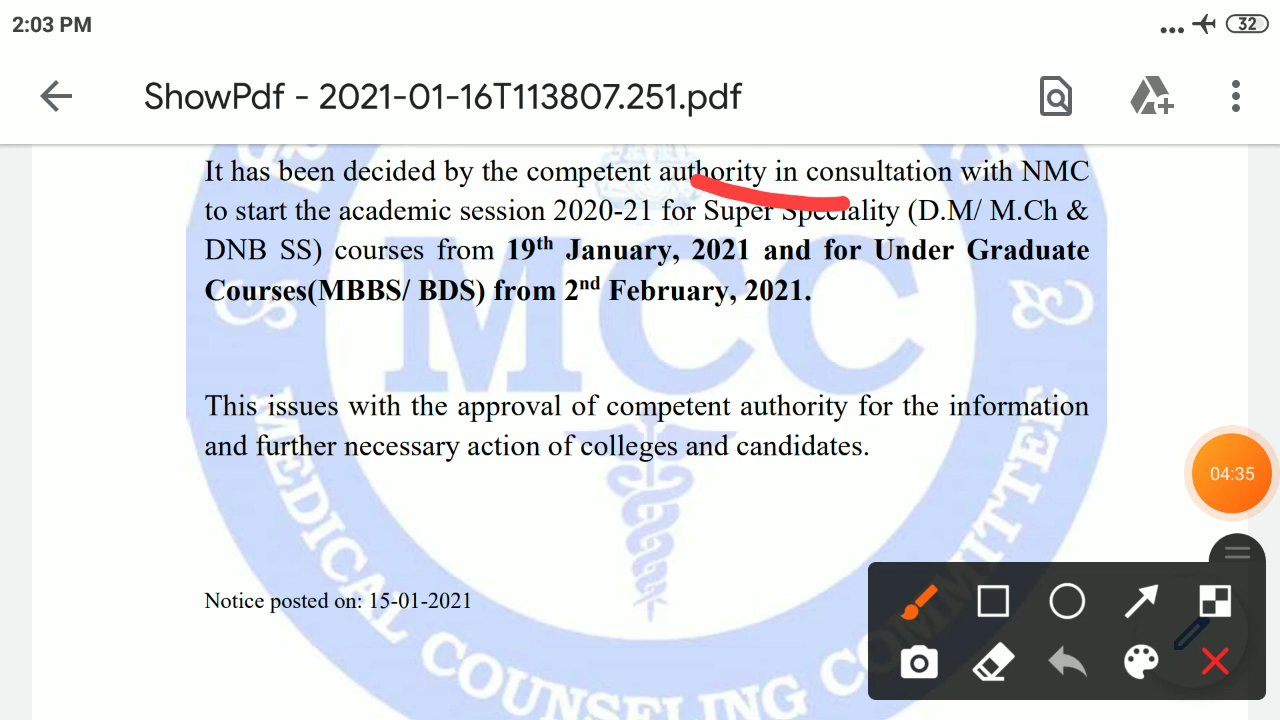 2:03 PM
32
ShowPdf - 2021-01-16T113807.251.pdf
It has been decided by the competent authority in consultation with NMC
to start the academic session 2020-21 for Super Speciality (D.M/ M.Ch &
DNB SS) courses from 19th January, 2021 and for Under Graduate
Courses(MBBS/ BDS) from 2nd February, 2021.
MCC
This issues with the approval of competent authority for the information
and further necessary action of colleges and candidates.
04:35
Notice posted on: 15-01-2021
MEDICAL COUNSELING COMMITTEE